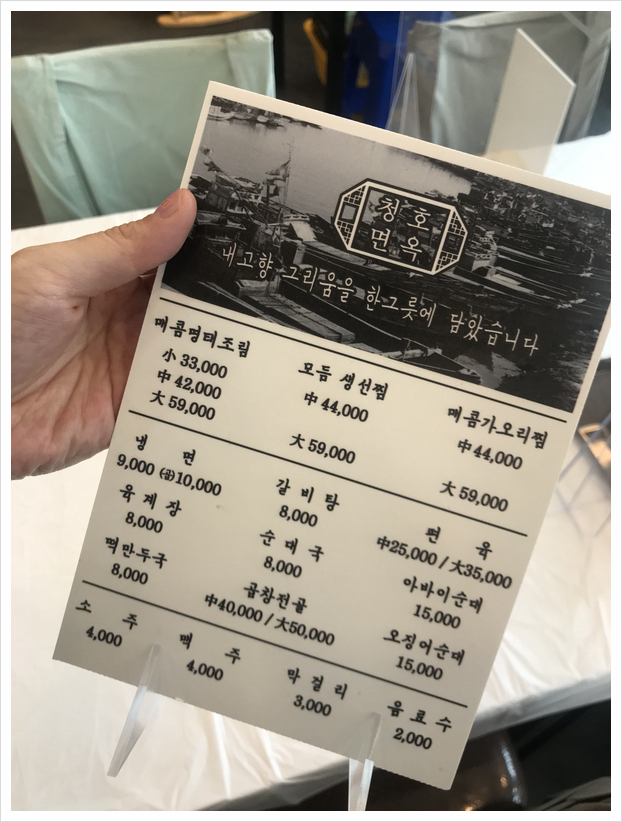 청호
면옥
내고향 그리움을 한그릇에 담았습니다
매콤명태조림
小 33,000
中 42,000
大 59,000
모듬 생선찜
中 44,000
大 59,000
매콤가오리찜
中 44,000
大 59,000
냉 면
9,000 ㊣10,000
육 계 장
8,000
떡만두국
8,000
갈 비 탕
8,000
순 대 국
8,000
곱창전골
中40,000 / 大50,000
편 육
中25,000 / 大35,000
아바이순대
15,000
오징어순대
15,000
소 주
4,000
맥 주
4,000
막 걸 리
3,000
음 료 수
2,000